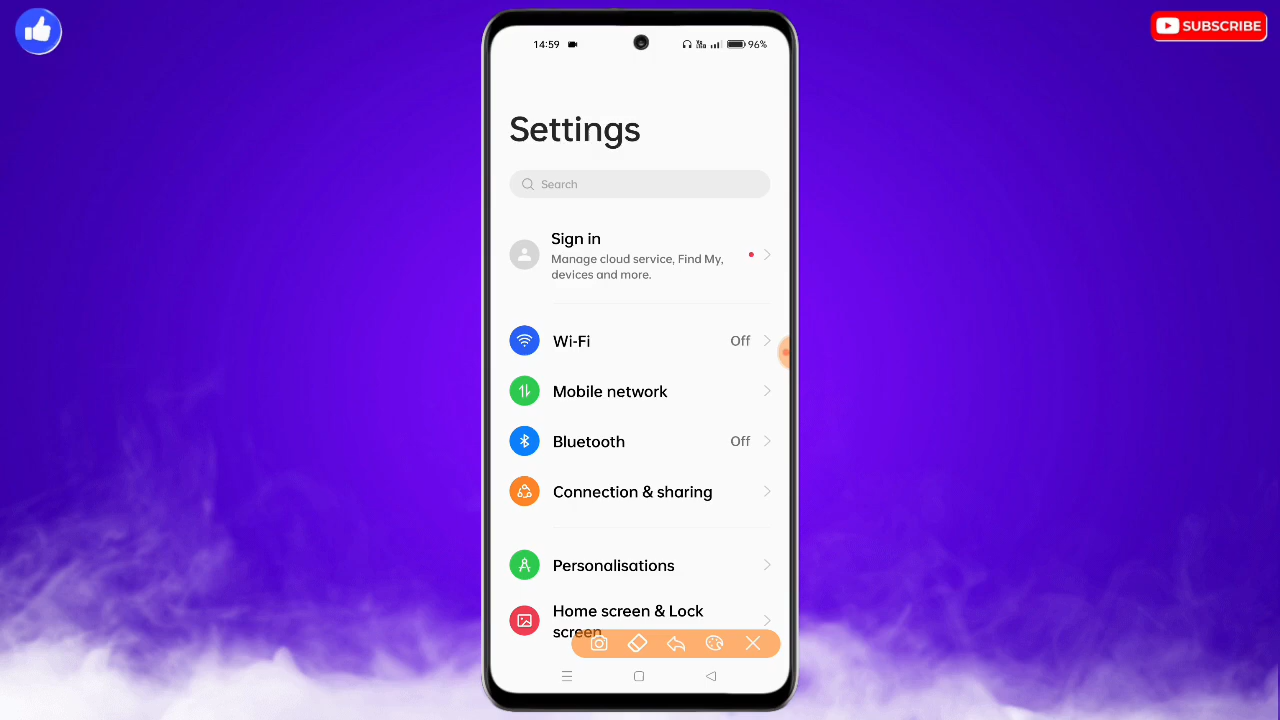 SUBSCRIBE
14:59
96%
Settings
Search
Sign in
Manage cloud service, Find My,
devices and more.
Wi-Fi
Off
Mobile network
Bluetooth
Off
Connection & sharing
Personalisations
Home screen & Lock
screen